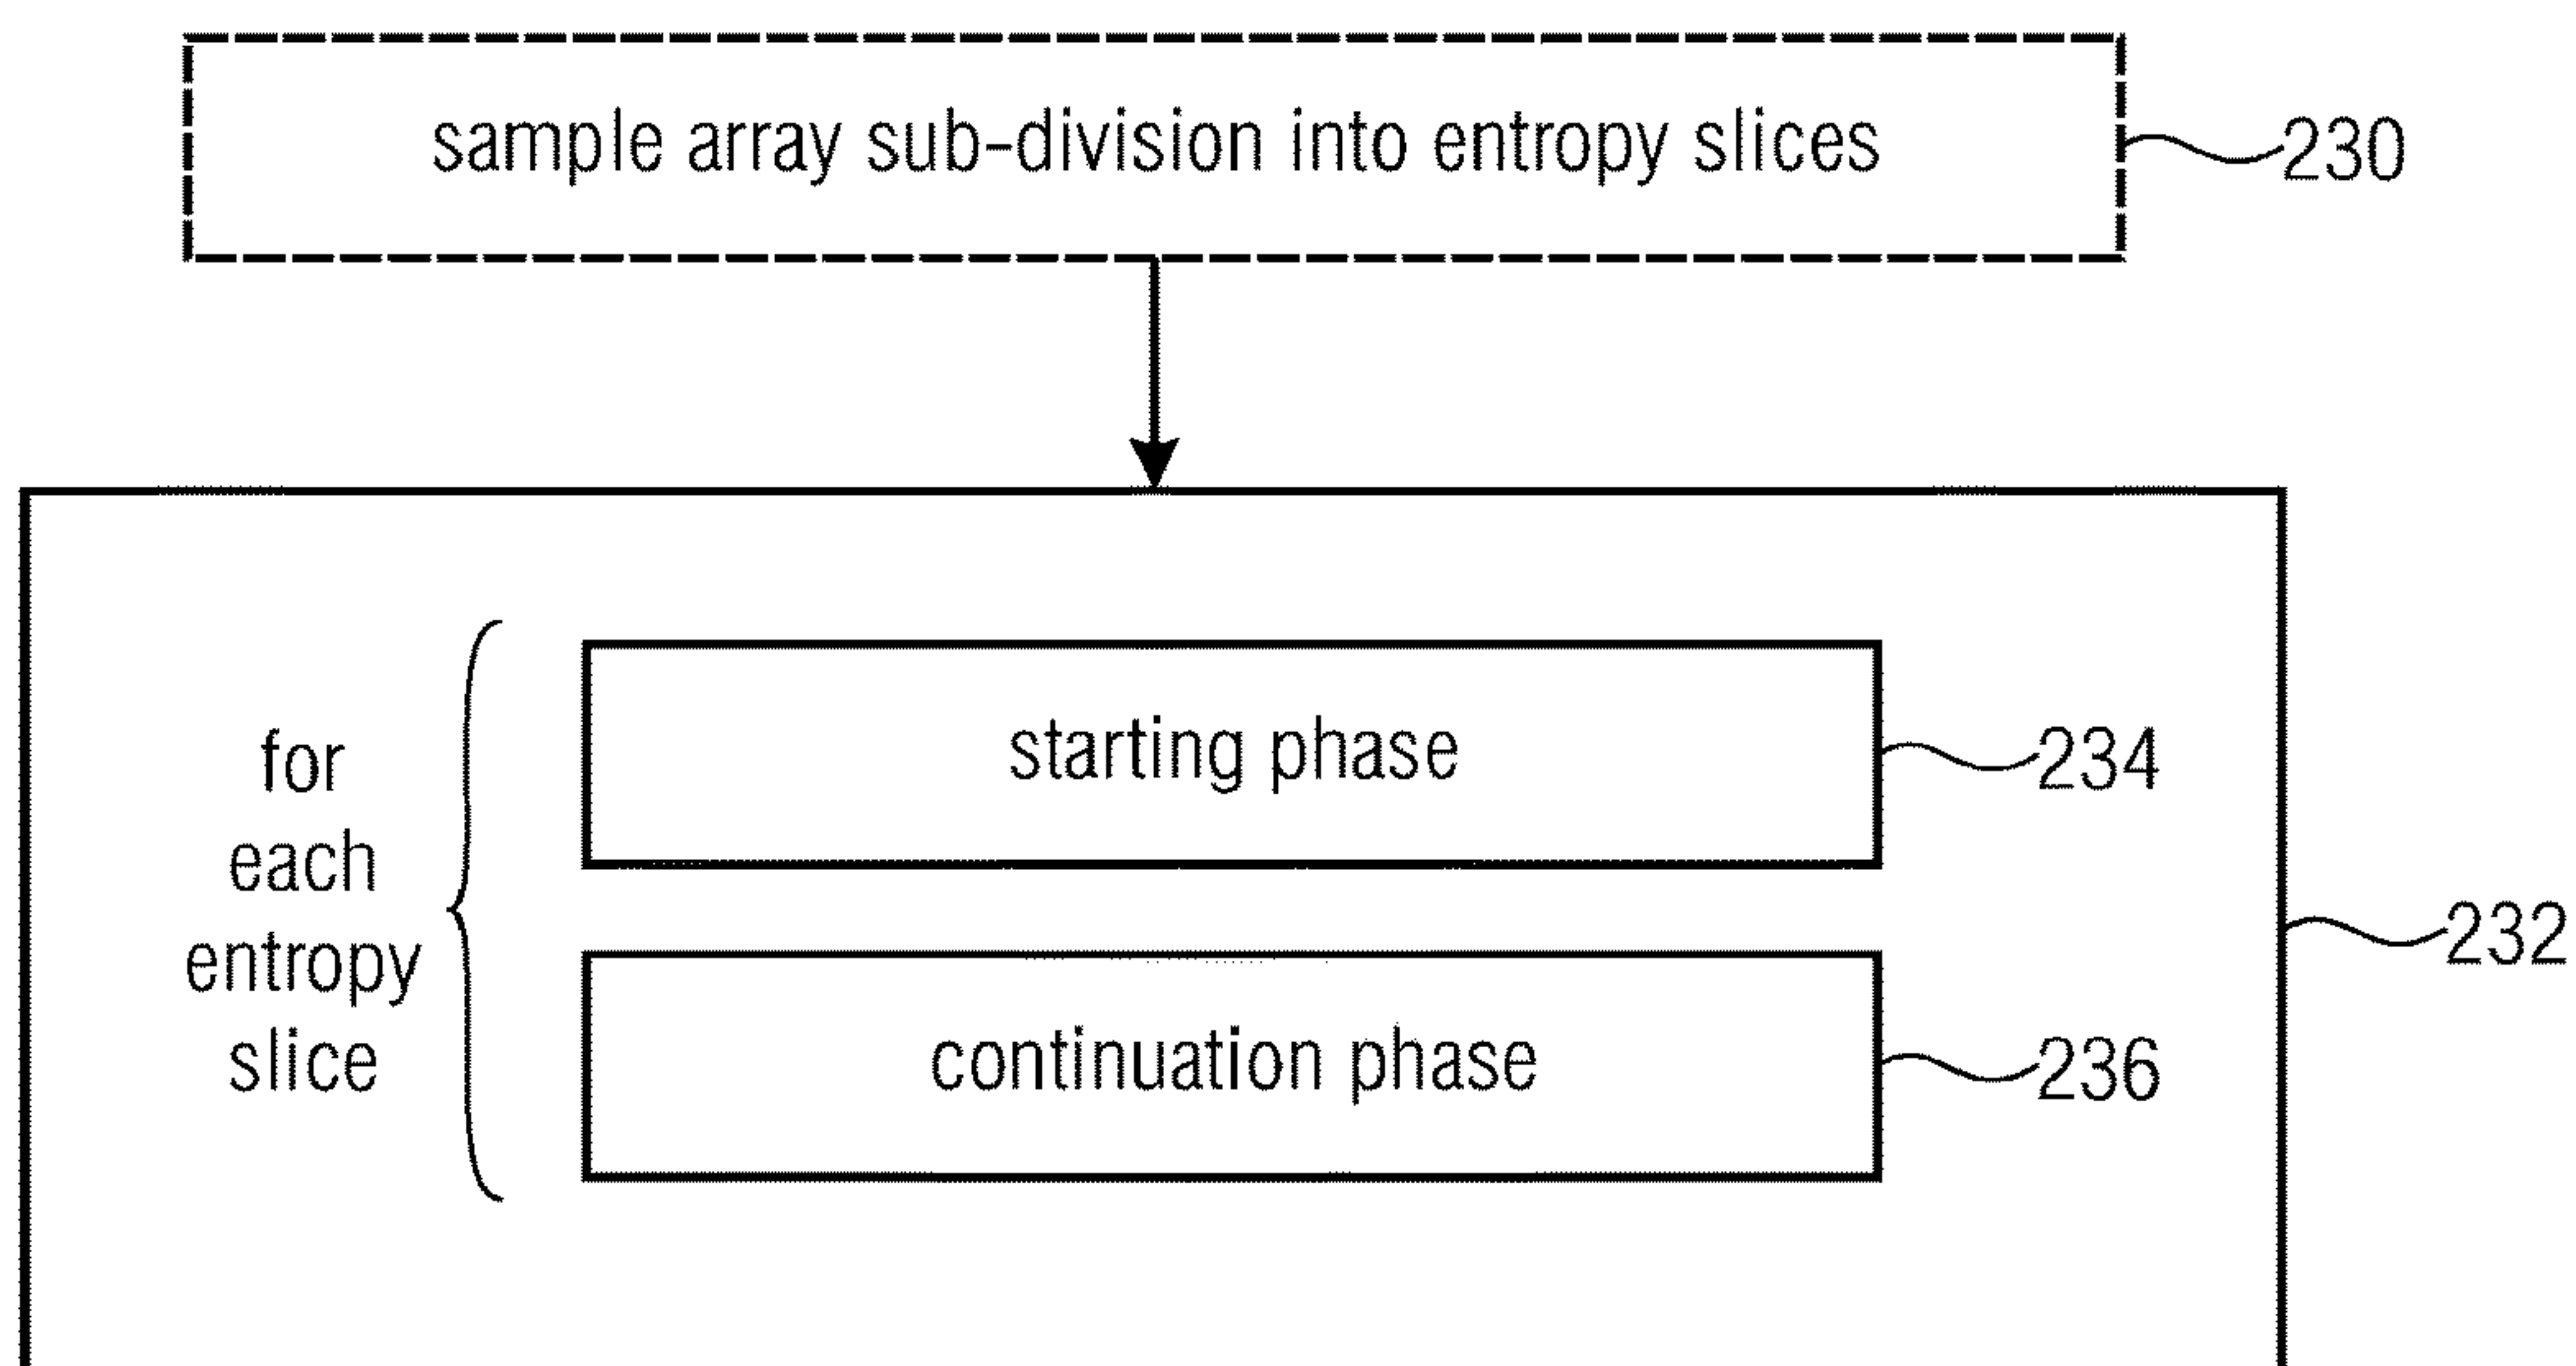 sample array sub-division into entropy slices
230
for
each
entropy
slice
starting phase
234
continuation phase
236
232